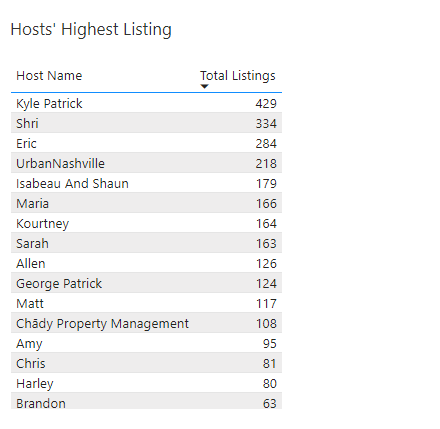 Hosts' Highest Listing
Host Name Total Listings
Kyle Patrick 429
Shri 334
Eric 284
UrbanNashville 218
Isabeau And Shaun 179
Maria 166
Kourtney 164
Sarah 163
Allen 126
George Patrick 124
Matt 117
Chādy Property Management 108
Amy 95
Chris 81
Harley 80
Brandon 63